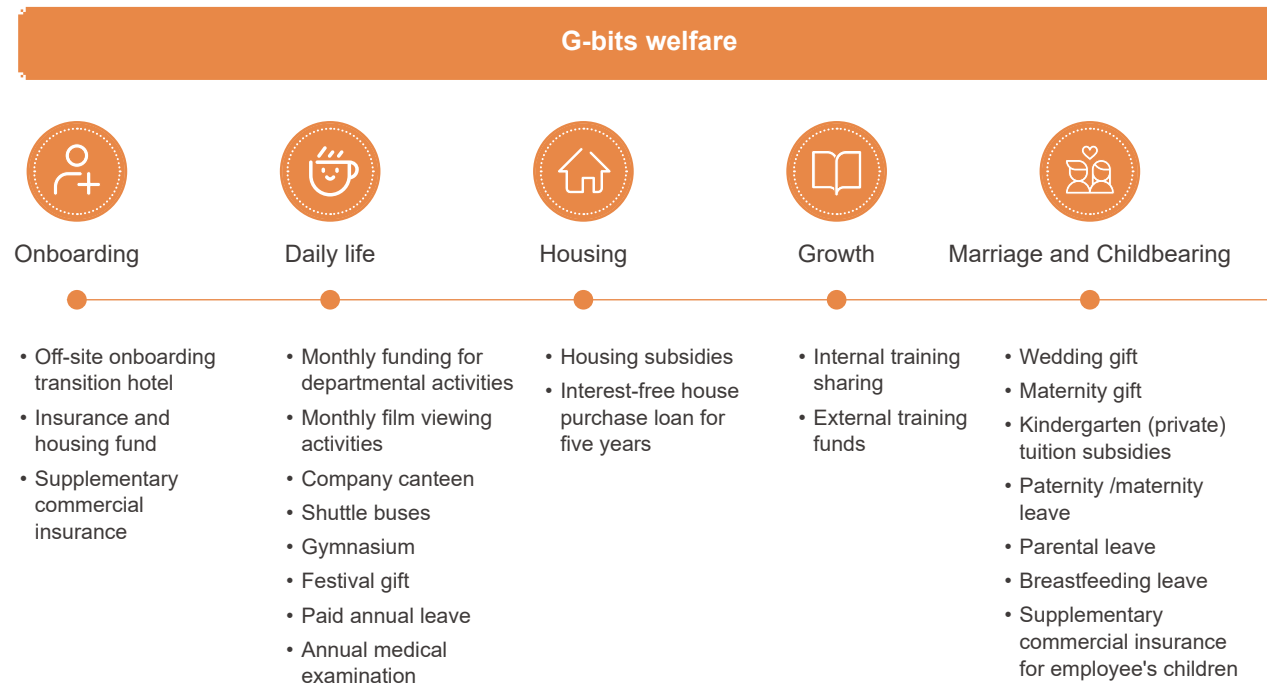 G-bits welfare
Onboarding
Daily life
Housing
Growth
Marriage and Childbearing
• Off-site onboarding
transition hotel
• Insurance and
housing fund
• Supplementary
commercial
insurance
• Monthly funding for
departmental activities
• Monthly film viewing
activities
• Company canteen
• Shuttle buses
• Gymnasium
• Festival gift
• Paid annual leave
• Annual medical
examination
• Housing subsidies
• Interest-free house
purchase loan for
five years
• Internal training
sharing
• External training
funds
• Wedding gift
• Maternity gift
• Kindergarten (private)
tuition subsidies
• Paternity /maternity
leave
• Parental leave
• Breastfeeding leave
• Supplementary
commercial insurance
for employee's children